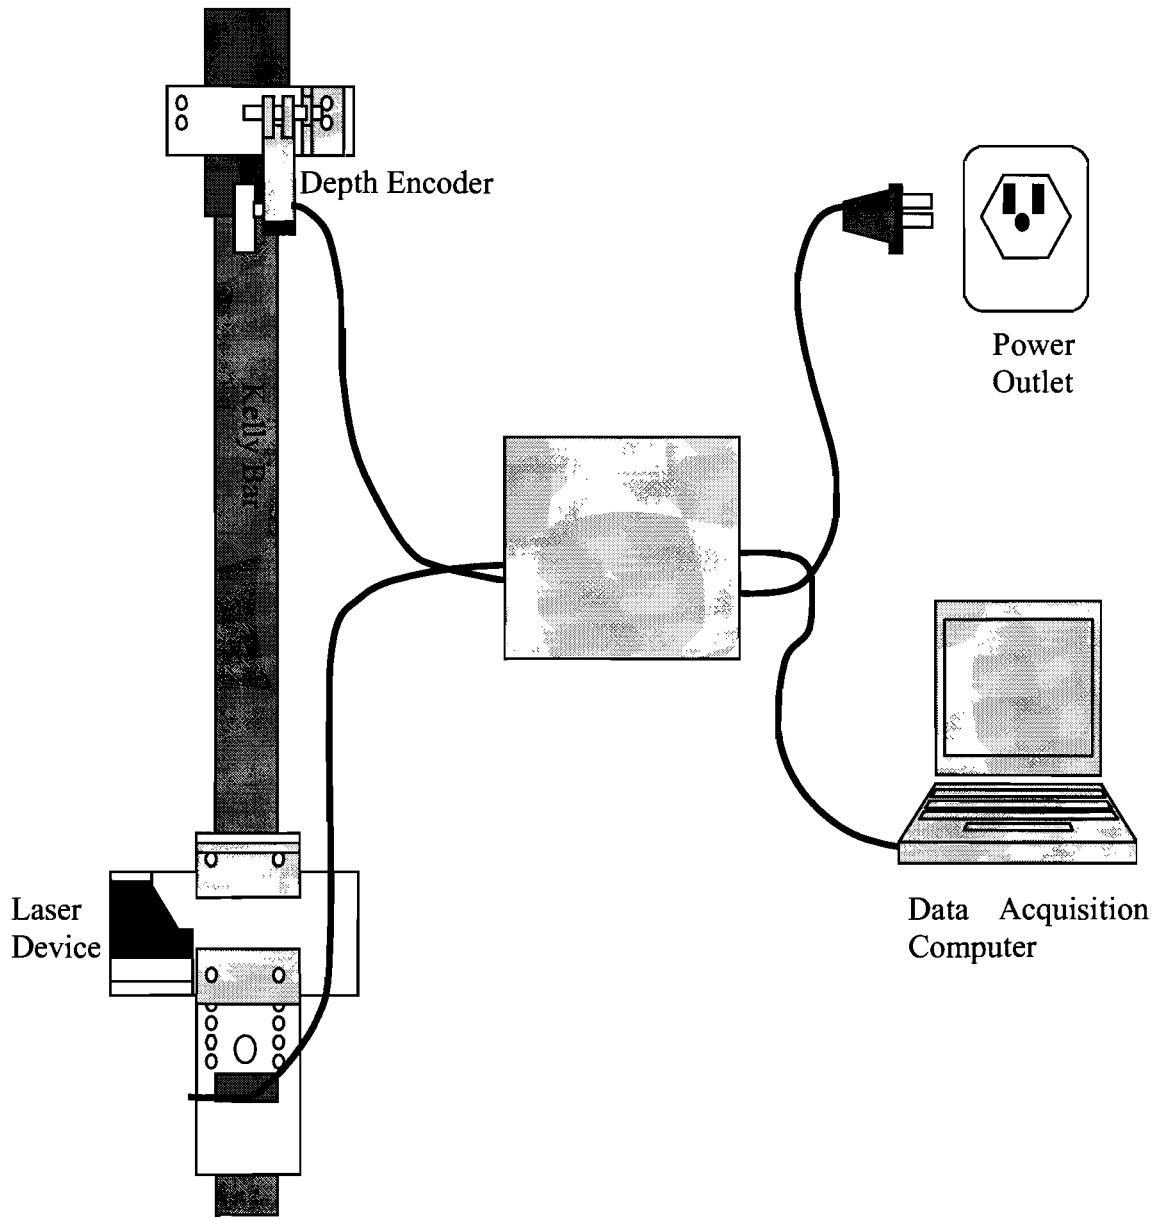 Depth Encoder
Power
Outlet
Kelly Bar
Laser
Device
Data Acquisition
Computer